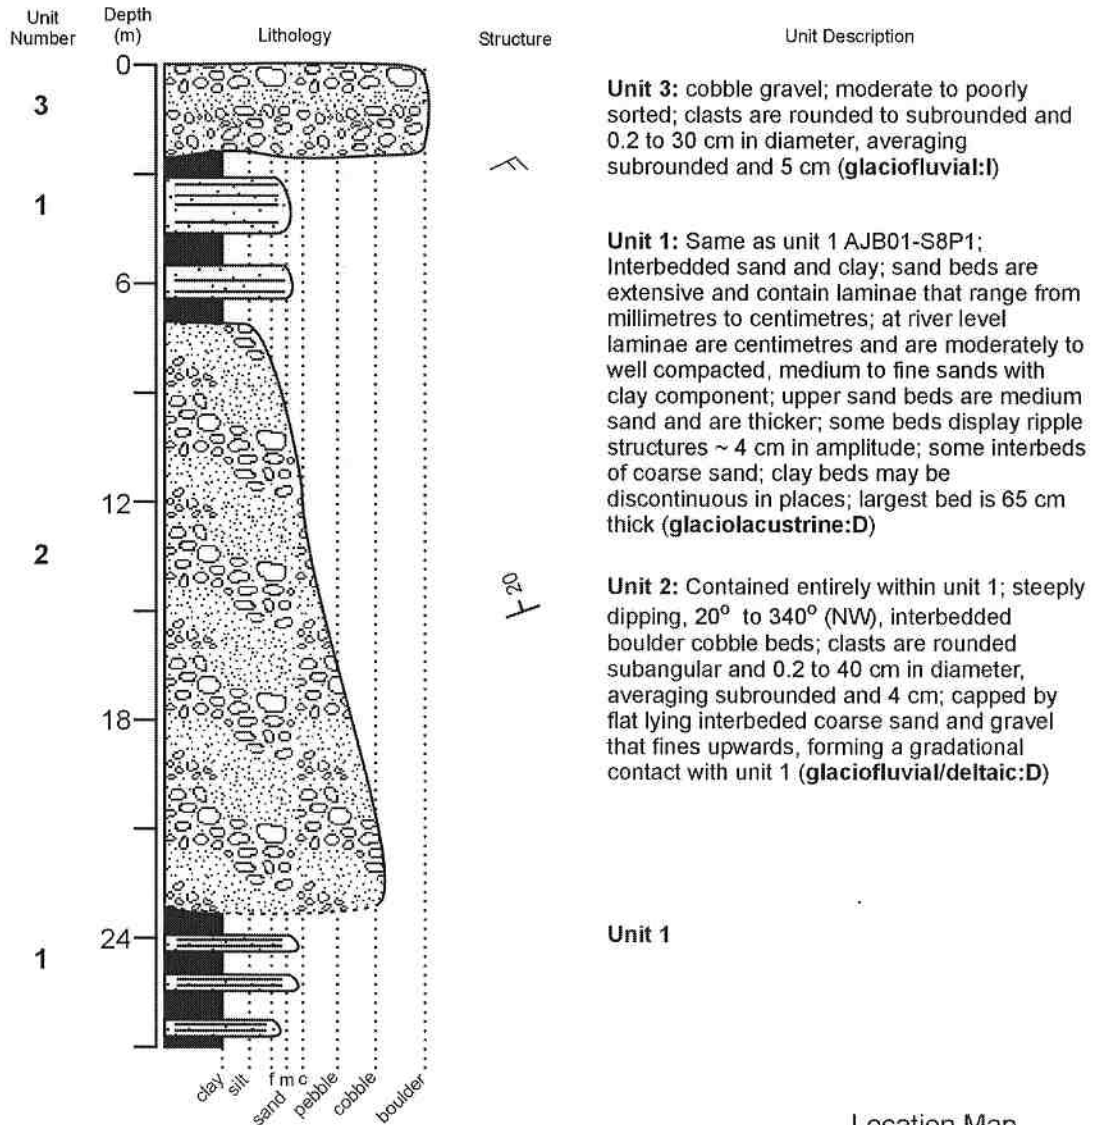 Unit Number
Depth (m)
Lithology
Structure
Unit Description
0
6
12
18
24
3
1
2
1
20
Unit 3: cobble gravel; moderate to poorly
sorted; clasts are rounded to subrounded and
0.2 to 30 cm in diameter, averaging
subrounded and 5 cm (glaciofluvial:I)
Unit 1: Same as unit 1 AJB01-S8P1;
Interbedded sand and clay; sand beds are
extensive and contain laminae that range from
millimetres to centimetres; at river level
laminae are centimetres and are moderately to
well compacted, medium to fine sands with
clay component; upper sand beds are medium
sand and are thicker; some beds display ripple
structures ~ 4 cm in amplitude; some interbeds
of coarse sand; clay beds may be
discontinuous in places; largest bed is 65 cm
thick (glaciolacustrine:D)
Unit 2: Contained entirely within unit 1; steeply
dipping, 20° to 340° (NW), interbedded
boulder cobble beds; clasts are rounded
subangular and 0.2 to 40 cm in diameter,
averaging subrounded and 4 cm; capped by
flat lying interbeded coarse sand and gravel
that fines upwards, forming a gradational
contact with unit 1 (glaciofluvial/deltaic:D)
Unit 1
clay
silt
f m c
sand
pebble
cobble
boulder
Location Map